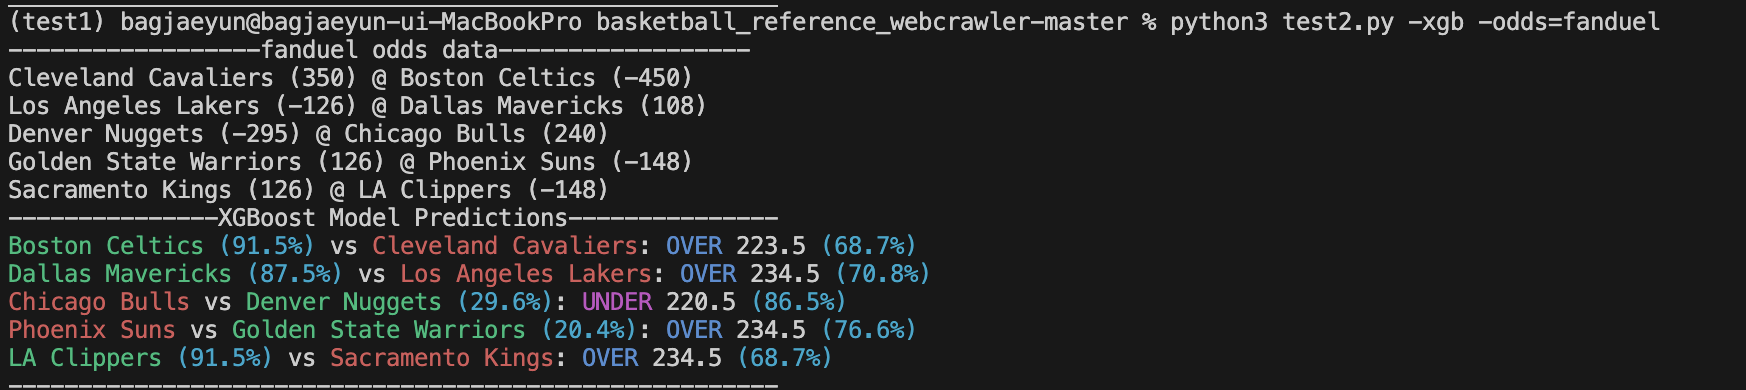 (test1) bagjaeyun@bagjaeyun-ui-MacBookPro basketball_reference_webcrawler-master % python3 test2.py -xgb -odds=fanduel
------------------fanduel odds data------------------
Cleveland Cavaliers (350) @ Boston Celtics (-450)
Los Angeles Lakers (-126) @ Dallas Mavericks (108)
Denver Nuggets (-295) @ Chicago Bulls (240)
Golden State Warriors (126) @ Phoenix Suns (-148)
Sacramento Kings (126) @ LA Clippers (-148)
---------------XGBoost Model Predictions---------------
Boston Celtics (91.5%) vs Cleveland Cavaliers: OVER 223.5 (68.7%)
Dallas Mavericks (87.5%) vs Los Angeles Lakers: OVER 234.5 (70.8%)
Chicago Bulls vs Denver Nuggets (29.6%): UNDER 220.5 (86.5%)
Phoenix Suns vs Golden State Warriors (20.4%): OVER 234.5 (76.6%)
LA Clippers (91.5%) vs Sacramento Kings: OVER 234.5 (68.7%)
-------------------------------------------------------